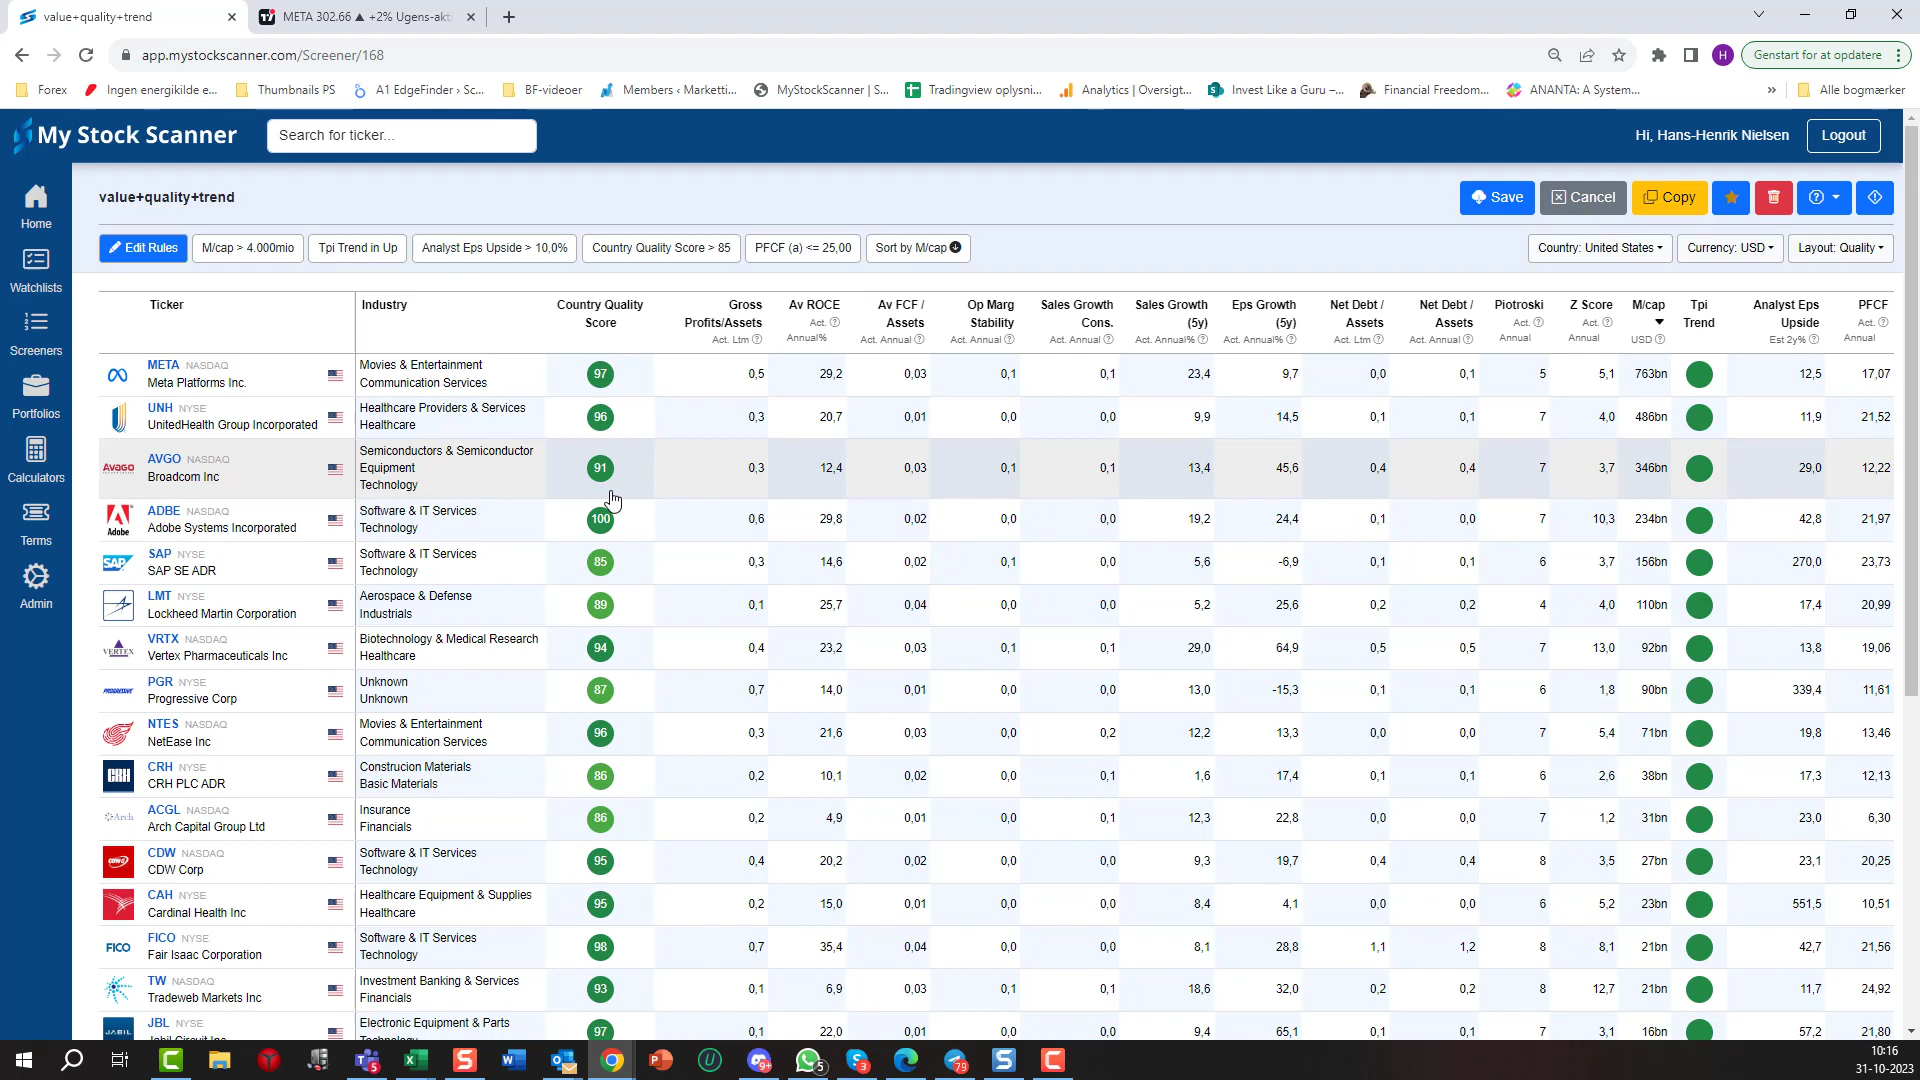 value+quality+trend
META 302.66 ▲ +2% Ugens-akt
app.mystockscanner.com/Screener/168
H
Genstart for at opdatere
Forex
Ingen energikilde e...
Thumbnails PS
A1 EdgeFinder › Sc...
BF-videoer
Members ‹ Marketti...
MyStockScanner | S...
Tradingview oplysni...
Analytics | Oversigt...
Invest Like a Guru –...
Financial Freedom...
ANANTA: A System...
»
Alle bogmærker
My Stock Scanner
Search for ticker...
Hi, Hans-Henrik Nielsen
Logout
Home
Watchlists
Screeners
Portfolios
Calculators
Terms
Admin
value+quality+trend
Save
Cancel
Copy
Edit Rules
M/cap > 4.000mio
Tpi Trend in Up
Analyst Eps Upside > 10,0%
Country Quality Score > 85
PFCF (a) <= 25,00
Sort by M/cap
Country: United States
Currency: USD
Layout: Quality
Ticker
Industry
Country Quality Score
Gross Profits/Assets Act. Ltm
Av ROCE Act. Annual%
Av FCF / Assets Act. Annual
Op Marg Stability Act. Annual
Sales Growth Cons. Act. Annual
Sales Growth (5y) Act. Annual%
Eps Growth (5y) Act. Annual%
Net Debt / Assets Act. Ltm
Net Debt / Assets Act. Annual
Piotroski Act. Annual
Z Score Act. Annual
M/cap ▼ USD
Tpi Trend
Analyst Eps Upside Est 2y%
PFCF Act. Annual
META NASDAQ Meta Platforms Inc. Movies & Entertainment Communication Services 97 0,5 29,2 0,03 0,1 0,1 23,4 9,7 0,0 0,1 5 5,1 763bn 12,5 17,07
UNH NYSE UnitedHealth Group Incorporated Healthcare Providers & Services Healthcare 96 0,3 20,7 0,01 0,0 0,0 9,9 14,5 0,1 0,1 7 4,0 486bn 11,9 21,52
AVAGO AVGO NASDAQ Broadcom Inc Semiconductors & Semiconductor Equipment Technology 91 0,3 12,4 0,03 0,1 0,1 13,4 45,6 0,4 0,4 7 3,7 346bn 29,0 12,22
Adobe ADBE NASDAQ Adobe Systems Incorporated Software & IT Services Technology 100 0,6 29,8 0,02 0,0 0,0 19,2 24,4 0,1 0,0 7 10,3 234bn 42,8 21,97
SAP SAP NYSE SAP SE ADR Software & IT Services Technology 85 0,3 14,6 0,02 0,1 0,0 5,6 -6,9 0,1 0,1 6 3,7 156bn 270,0 23,73
LMT NYSE Lockheed Martin Corporation Aerospace & Defense Industrials 89 0,1 25,7 0,04 0,0 0,0 5,2 25,6 0,2 0,2 4 4,0 110bn 17,4 20,99
VERTEX VRTX NASDAQ Vertex Pharmaceuticals Inc Biotechnology & Medical Research Healthcare 94 0,4 23,2 0,03 0,1 0,1 29,0 64,9 0,5 0,5 7 13,0 92bn 13,8 19,06
PROGRESSIVE PGR NYSE Progressive Corp Unknown Unknown 87 0,7 14,0 0,01 0,0 0,0 13,0 -15,3 0,1 0,1 6 1,8 90bn 339,4 11,61
NTES NASDAQ NetEase Inc Movies & Entertainment Communication Services 96 0,3 21,6 0,03 0,0 0,2 12,2 13,3 0,0 0,0 7 5,4 71bn 19,8 13,46
CRH CRH NYSE CRH PLC ADR Construcion Materials Basic Materials 86 0,2 10,1 0,02 0,0 0,1 1,6 17,4 0,1 0,1 6 2,6 38bn 17,3 12,13
Arch ACGL NASDAQ Arch Capital Group Ltd Insurance Financials 86 0,2 4,9 0,01 0,0 0,1 12,3 22,8 0,0 0,0 7 1,2 31bn 23,0 6,30
CDW CDW NASDAQ CDW Corp Software & IT Services Technology 95 0,4 20,2 0,02 0,0 0,0 9,3 19,7 0,4 0,4 8 3,5 27bn 23,1 20,25
CAH NYSE Cardinal Health Inc Healthcare Equipment & Supplies Healthcare 95 0,2 15,0 0,01 0,0 0,0 8,4 4,1 0,0 0,0 6 5,2 23bn 551,5 10,51
FICO FICO NYSE Fair Isaac Corporation Software & IT Services Technology 98 0,7 35,4 0,04 0,0 0,0 8,1 28,8 1,1 1,2 8 8,1 21bn 42,7 21,56
TW NASDAQ Tradeweb Markets Inc Investment Banking & Services Financials 93 0,1 6,9 0,03 0,1 0,1 18,6 32,0 0,2 0,2 8 12,7 21bn 11,7 24,92
JABIL JBL NYSE Jabil Circuit Inc Electronic Equipment & Parts Technology 97 0,1 22,0 0,01 0,0 0,0 9,4 65,1 0,1 0,1 7 3,1 16bn 57,2 21,80
10:16
31-10-2023